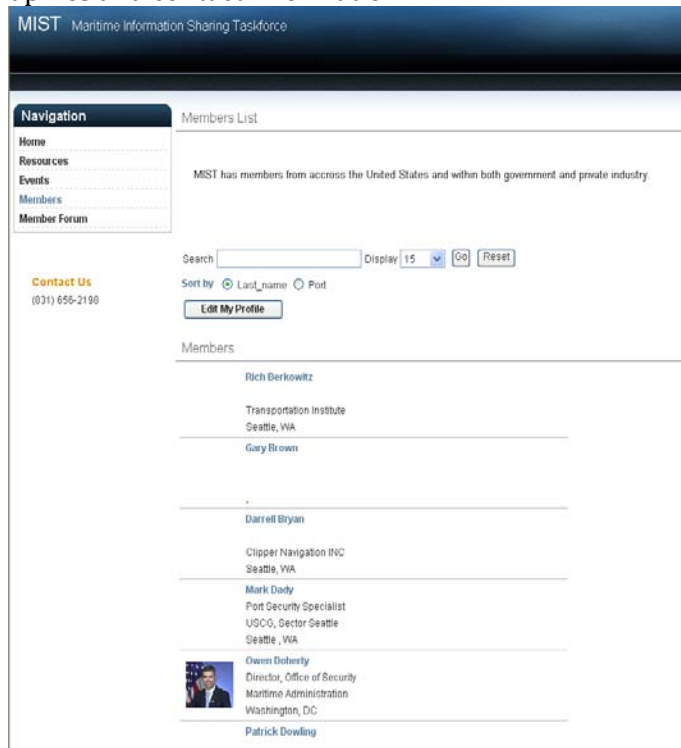 MIST Maritime Information Sharing Taskforce
Navigation
Home
Resources
Events
Members
Member Forum
Contact Us
(831) 656-2198
Members List
MIST has members from accross the United States and within both government and private industry.
Search Display 15 Go Reset
Sort by Last_name Port
Edit My Profile
Members
Rich Berkowitz
Transportation Institute
Seattle, WA
Gary Brown
,
Darrell Bryan
Clipper Navigation INC
Seattle, WA
Mark Dady
Port Security Specialist
USCG, Sector Seattle
Seattle , WA
Owen Doherty
Director, Office of Security
Maritime Administration
Washington, DC
Patrick Dowling